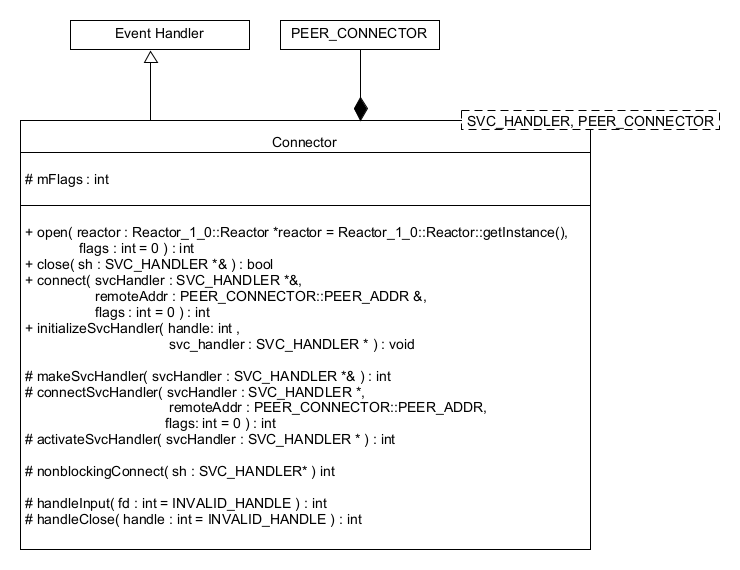 Event Handler
PEER_CONNECTOR
SVC_HANDLER, PEER_CONNECTOR
Connector
# mFlags : int
+ open( reactor : Reactor_1_0::Reactor *reactor = Reactor_1_0::Reactor::getInstance(),
flags : int = 0 ) : int
+ close( sh : SVC_HANDLER *& ) : bool
+ connect( svcHandler : SVC_HANDLER *&,
remoteAddr : PEER_CONNECTOR::PEER_ADDR &,
flags : int = 0 ) : int
+ initializeSvcHandler( handle: int ,
svc_handler : SVC_HANDLER * ) : void
# makeSvcHandler( svcHandler : SVC_HANDLER *& ) : int
# connectSvcHandler( svcHandler : SVC_HANDLER *,
remoteAddr : PEER_CONNECTOR::PEER_ADDR,
flags: int = 0 ) : int
# activateSvcHandler( svcHandler : SVC_HANDLER * ) : int
# nonblockingConnect( sh : SVC_HANDLER* ) int
# handleInput( fd : int = INVALID_HANDLE ) : int
# handleClose( handle : int = INVALID_HANDLE ) : int